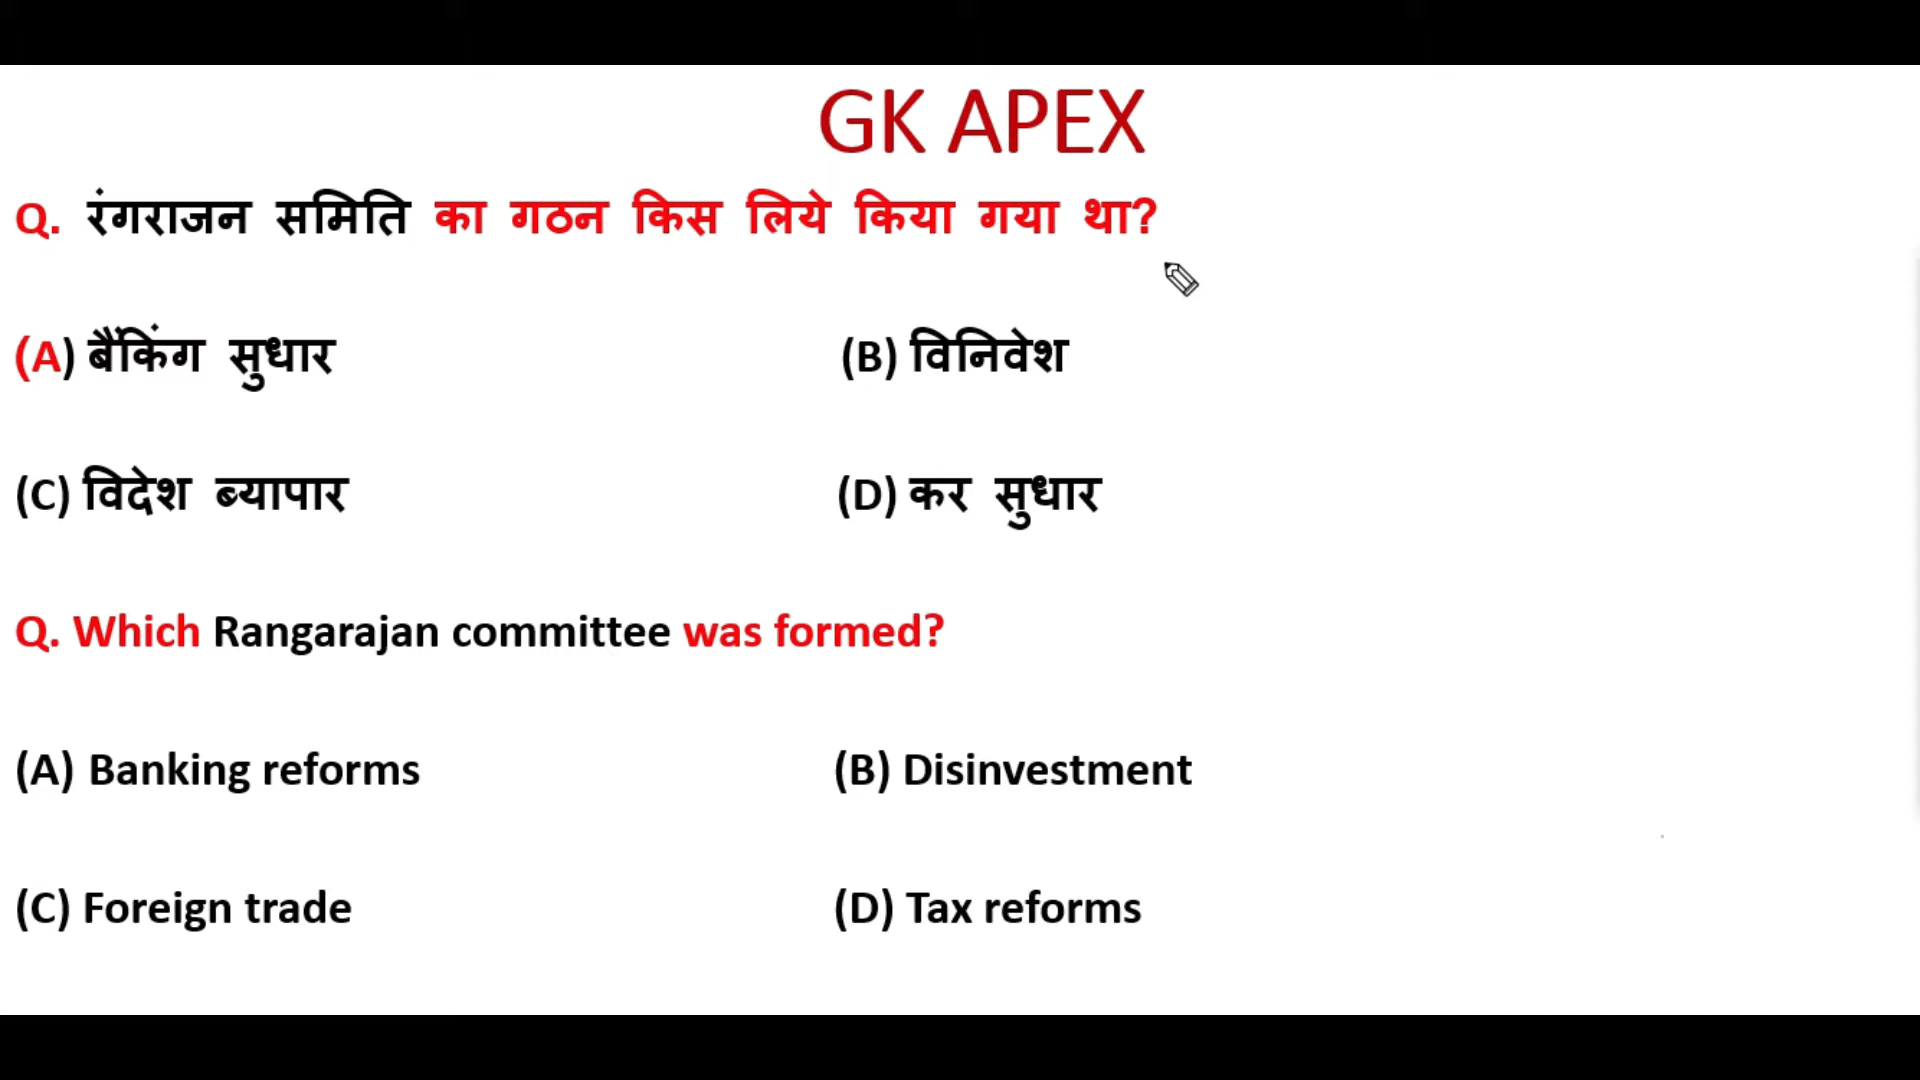 GK APEX
Q. रंगराजन समिति का गठन किस लिये किया गया था?
(A) बैंकिंग सुधार (B) विनिवेश
(C) विदेश ब्यापार (D) कर सुधार
Q. Which Rangarajan committee was formed?
(A) Banking reforms (B) Disinvestment
(C) Foreign trade (D) Tax reforms